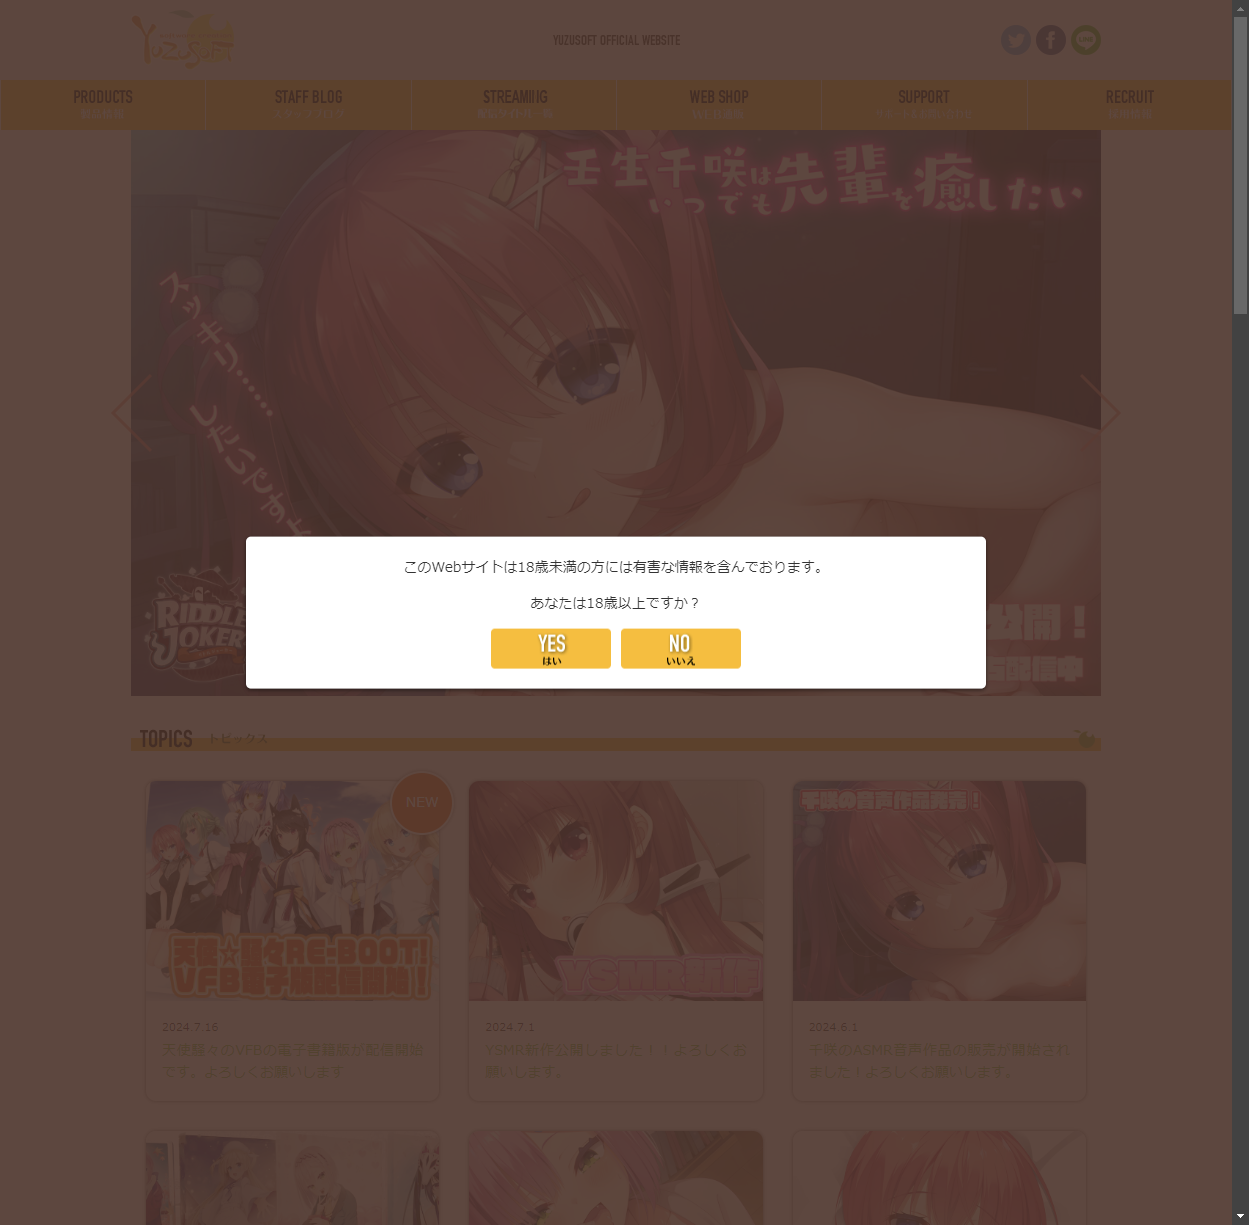 YUZUSOFT
YUZUSOFT OFFICIAL WEBSITE
PRODUCTS
STAFF BLOG
スタッフブログ
STREAMING
WEB SHOP
SUPPORT
RECRUIT
壬生千咲は
いつでも先輩を癒したい
スッキリ……
したいですよ
このWebサイトは18歳未満の方には有害な情報を含んでおります。
あなたは18歳以上ですか？
YES
はい
NO
いいえ
RIDDLE
JOKER
公開！
配信中
TOPICS トピックス
NEW
天使☆騒々RE-BOOT!
VFB電子版配信開始！
YSMR新作
千咲の音声作品発売！
2024.7.16
天使騒々のVFBの電子書籍版が配信開始
です。よろしくお願いします
2024.7.1
YSMR新作公開しました！！よろしくお
願いします。
2024.6.1
千咲のASMR音声作品の販売が開始され
ました！よろしくお願いします。